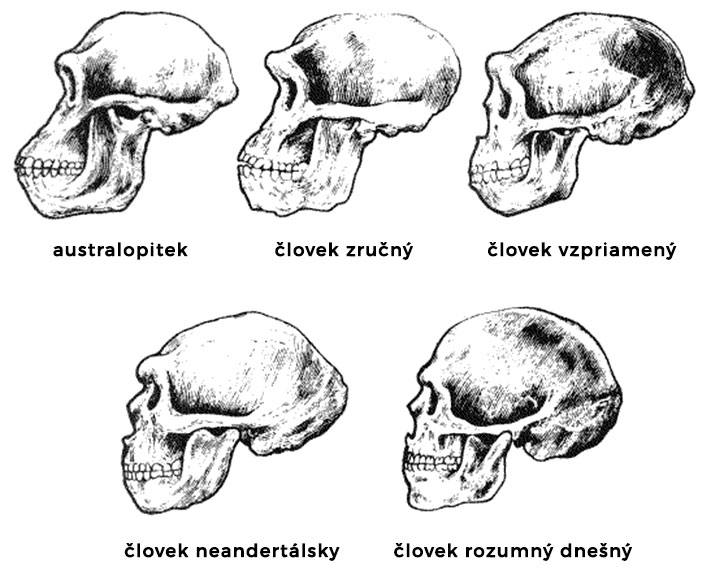 australopitek
človek zručný
človek vzpriamený
človek neandertálsky
človek rozumný dnešný